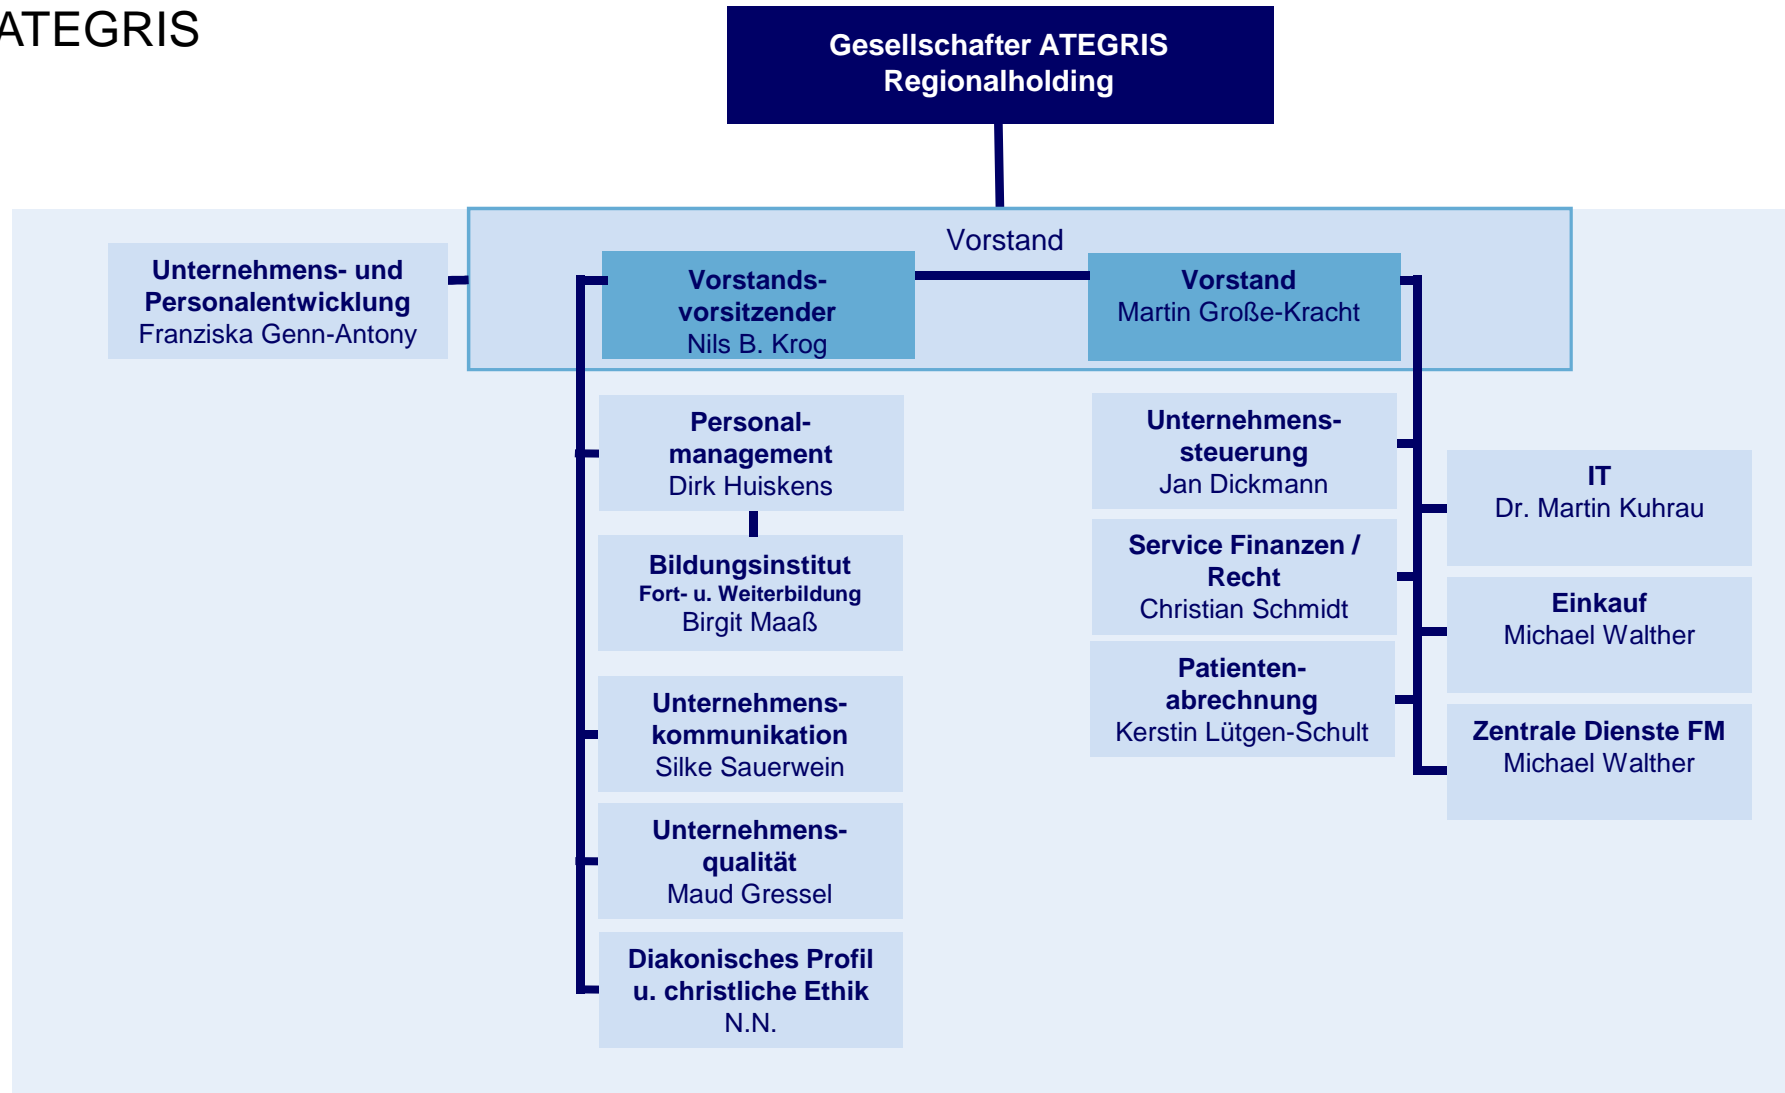 ATEGRIS
Gesellschafter ATEGRIS
Regionalholding
Vorstand
Unternehmens- und
Personalentwicklung
Franziska Genn-Antony
Vorstands-
vorsitzender
Nils B. Krog
Vorstand
Martin Große-Kracht
Personal-
management
Dirk Huiskens
Bildungsinstitut
Fort- u. Weiterbildung
Birgit Maaß
Unternehmens-
kommunikation
Silke Sauerwein
Unternehmens-
qualität
Maud Gressel
Diakonisches Profil
u. christliche Ethik
N.N.
Unternehmens-
steuerung
Jan Dickmann
Service Finanzen /
Recht
Christian Schmidt
Patienten-
abrechnung
Kerstin Lütgen-Schult
IT
Dr. Martin Kuhrau
Einkauf
Michael Walther
Zentrale Dienste FM
Michael Walther